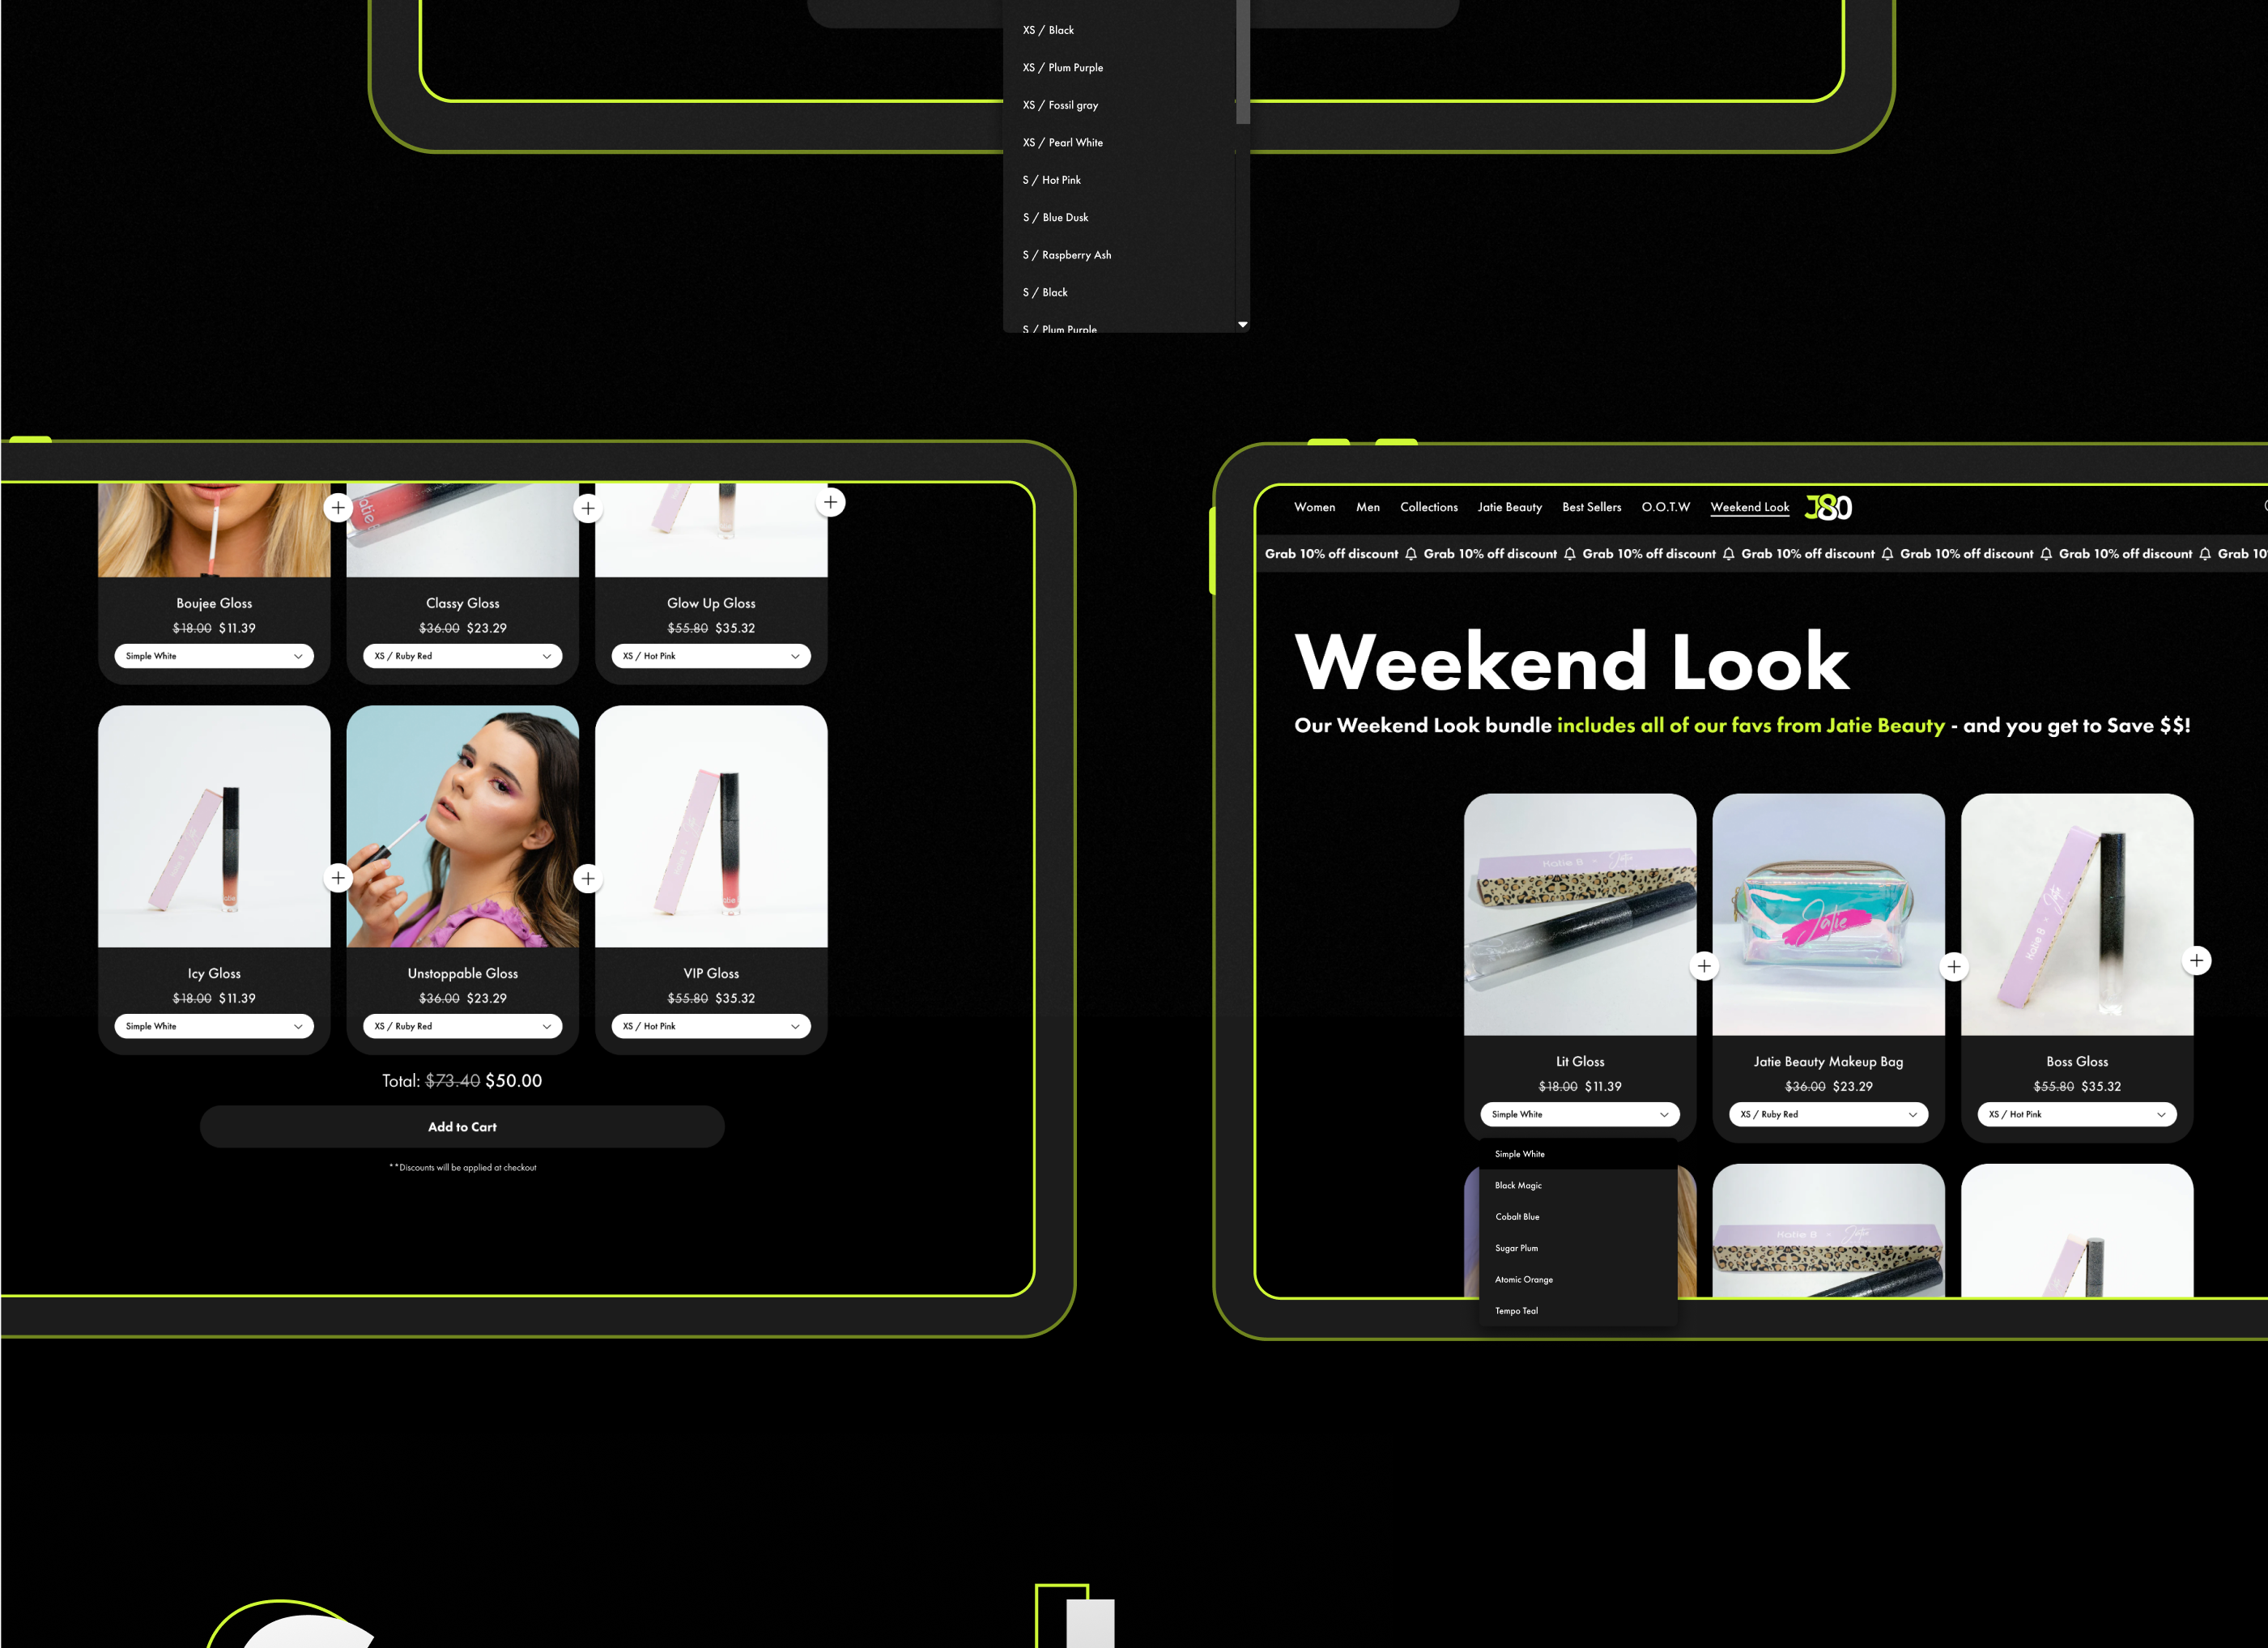 XS / Black
XS / Plum Purple
XS / Fossil gray
XS / Pearl White
S / Hot Pink
S / Blue Dusk
S / Raspberry Ash
S / Black
S / Plum Purple
Boujee Gloss
$18.00 $11.39
Simple White
Classy Gloss
$36.00 $23.29
XS / Ruby Red
Glow Up Gloss
$55.80 $35.32
XS / Hot Pink
Icy Gloss
$18.00 $11.39
Simple White
Unstoppable Gloss
$36.00 $23.29
XS / Ruby Red
VIP Gloss
$55.80 $35.32
XS / Hot Pink
Total: $73.40 $50.00
Add to Cart
**Discounts will be applied at checkout
Women Men Collections Jatie Beauty Best Sellers O.O.T.W Weekend Look J80
Grab 10% off discount Grab 10% off discount Grab 10% off discount Grab 10% off discount Grab 10% off discount Grab 10% off discount Grab 10
Weekend Look
Our Weekend Look bundle includes all of our favs from Jatie Beauty - and you get to Save $$!
Katie B - Jatie
Jatie
Katie B - Jatie
Lit Gloss
$18.00 $11.39
Simple White
Jatie Beauty Makeup Bag
$36.00 $23.29
XS / Ruby Red
Boss Gloss
$55.80 $35.32
XS / Hot Pink
Simple White
Black Magic
Cobalt Blue
Sugar Plum
Atomic Orange
Tempo Teal
Katie B - Jatie